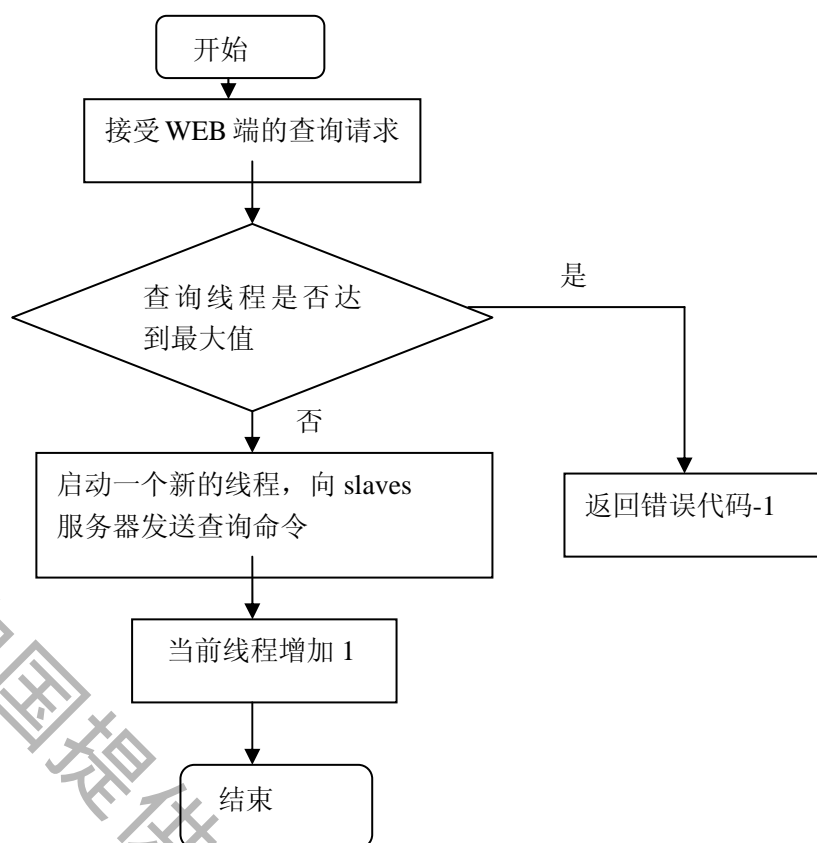 开始
接受 WEB 端的查询请求
查询线程是否达
到最大值
是
否
启动一个新的线程，向 slaves
服务器发送查询命令
返回错误代码-1
当前线程增加 1
结束
国提供